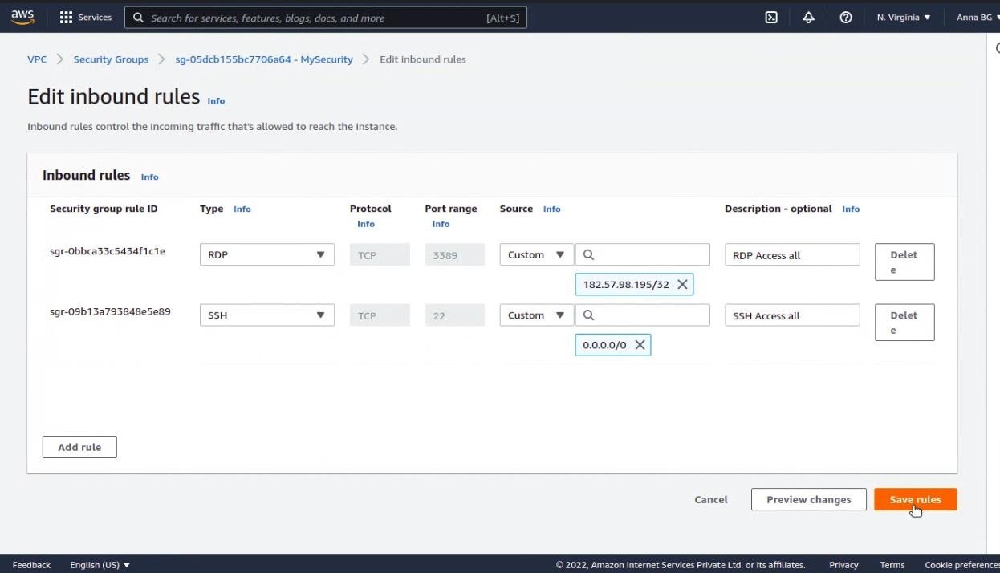 aws Services Search for services, features, blogs, docs, and more [Alt+S] N. Virginia ▼ Anna BG
VPC > Security Groups > sg-05dcb155bc7706a64 - MySecurity > Edit inbound rules
Edit inbound rules Info
Inbound rules control the incoming traffic that's allowed to reach the instance.
Inbound rules Info
Security group rule ID Type Info Protocol Info Port range Info Source Info Description - optional Info
sgr-0bbca33c5434f1c1e RDP TCP 3389 Custom RDP Access all Delet
e
182.57.98.195/32
sgr-09b13a793848e5e89 SSH TCP 22 Custom SSH Access all Delet
e
0.0.0.0/0
Add rule
Cancel Preview changes Save rules
Feedback English (US) ▼ © 2022, Amazon Internet Services Private Ltd. or its affiliates. Privacy Terms Cookie preferences